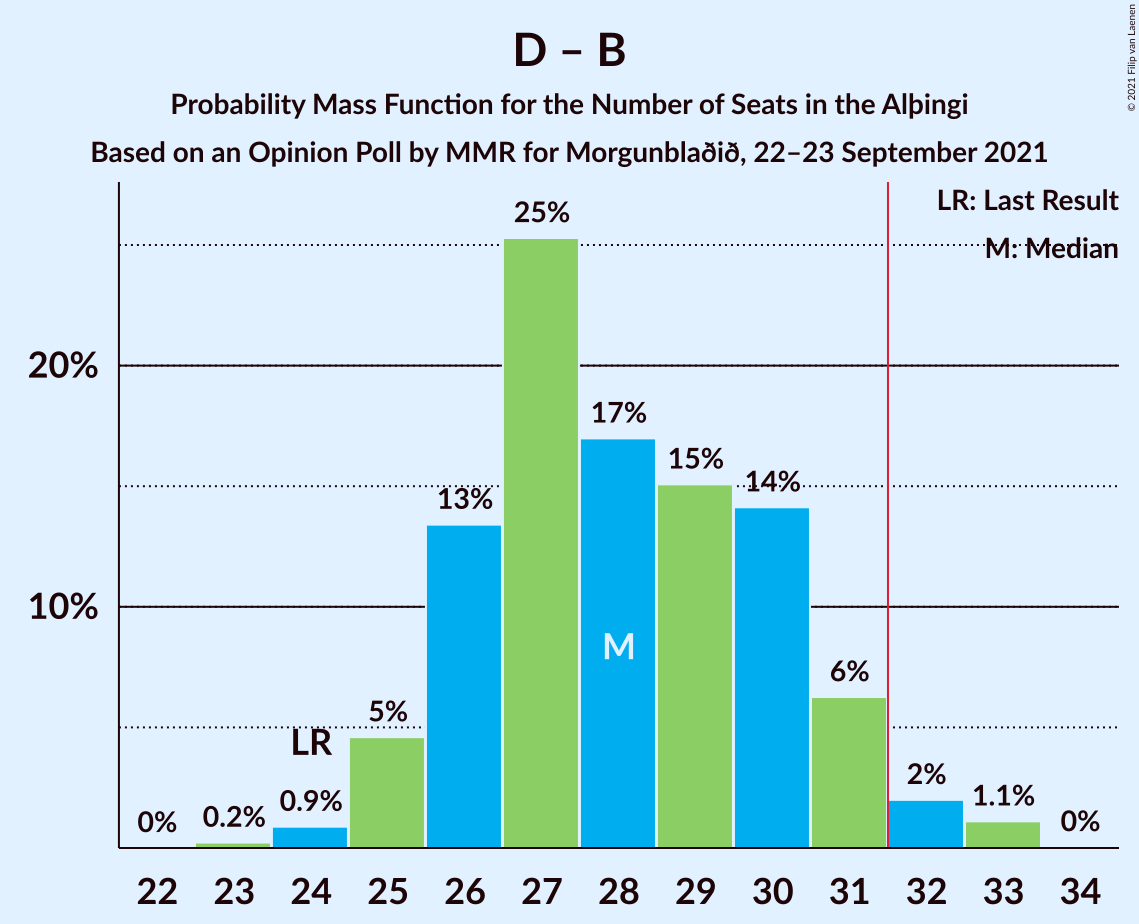 D – B
Probability Mass Function for the Number of Seats in the Alþingi
Based on an Opinion Poll by MMR for Morgunblaðið, 22–23 September 2021
© 2021 Filip van Laenen
LR: Last Result
M: Median
20%
10%
0%
0.2%
0.9%
LR
5%
13%
25%
17%
M
15%
14%
6%
2%
1.1%
0%
22 23 24 25 26 27 28 29 30 31 32 33 34